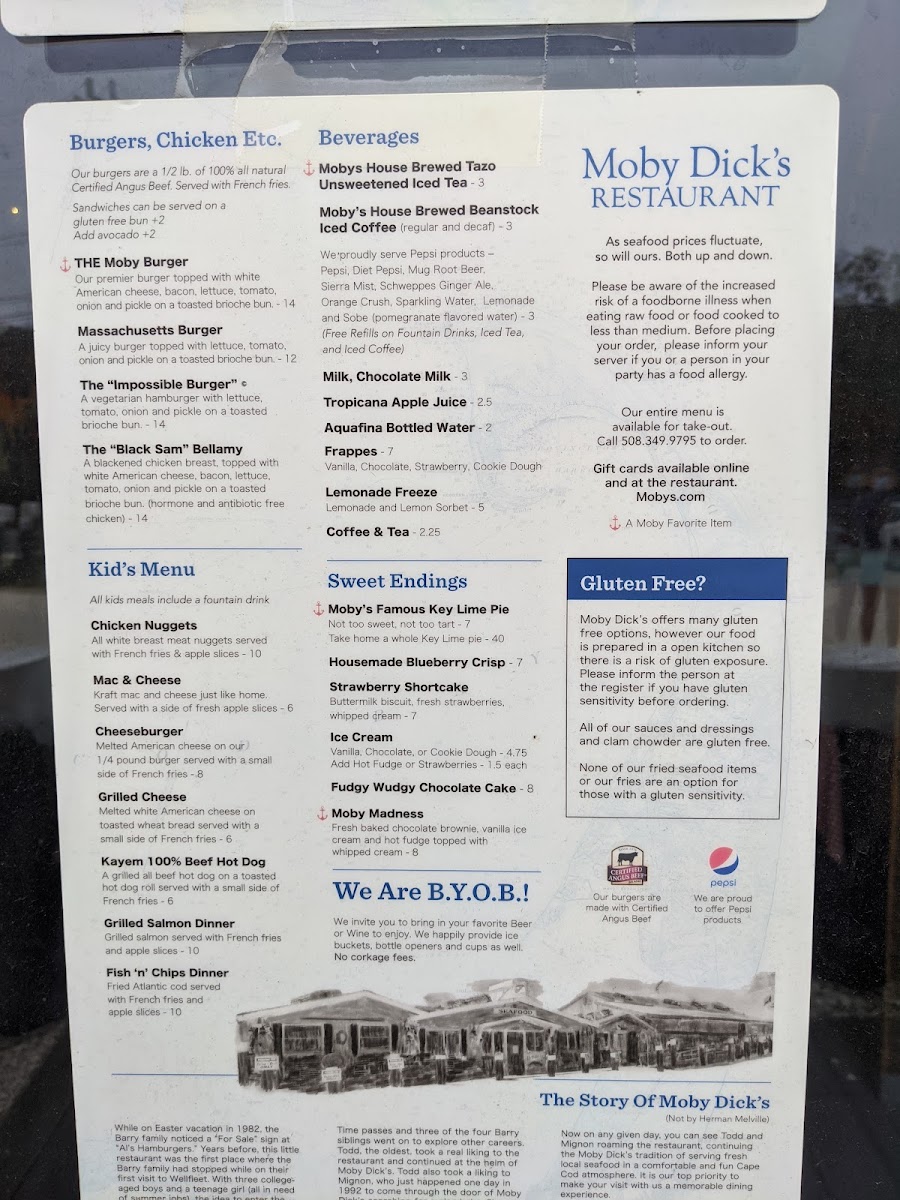 Burgers, Chicken Etc.
Our burgers are a 1/2 lb. of 100% all natural
Certified Angus Beef. Served with French fries.
Sandwiches can be served on a
gluten free bun +2
Add avocado +2
THE Moby Burger
Our premier burger topped with white
American cheese, bacon, lettuce, tomato,
onion and pickle on a toasted brioche bun. - 14
Massachusetts Burger
A juicy burger topped with lettuce, tomato,
onion and pickle on a toasted brioche bun. - 12
The "Impossible Burger" ©
A vegetarian hamburger with lettuce,
tomato, onion and pickle on a toasted
brioche bun. - 14
The "Black Sam" Bellamy
A blackened chicken breast, topped with
white American cheese, bacon, lettuce,
tomato, onion and pickle on a toasted
brioche bun. (hormone and antibiotic free
chicken) - 14
Kid's Menu
All kids meals include a fountain drink
Chicken Nuggets
All white breast meat nuggets served
with French fries & apple slices - 10
Mac & Cheese
Kraft mac and cheese just like home.
Served with a side of fresh apple slices - 6
Cheeseburger
Melted American cheese on our
1/4 pound burger served with a small
side of French fries - 8
Grilled Cheese
Melted white American cheese on
toasted wheat bread served with a
small side of French fries - 6
Kayem 100% Beef Hot Dog
A grilled all beef hot dog on a toasted
hot dog roll served with a small side of
French fries - 6
Grilled Salmon Dinner
Grilled salmon served with French fries
and apple slices - 10
Fish 'n' Chips Dinner
Fried Atlantic cod served
with French fries and
apple slices - 10
Beverages
Mobys House Brewed Tazo
Unsweetened Iced Tea - 3
Moby's House Brewed Beanstock
Iced Coffee (regular and decaf) - 3
We proudly serve Pepsi products –
Pepsi, Diet Pepsi, Mug Root Beer,
Sierra Mist, Schweppes Ginger Ale,
Orange Crush, Sparkling Water, Lemonade
and Sobe (pomegranate flavored water) - 3
(Free Refills on Fountain Drinks, Iced Tea,
and Iced Coffee)
Milk, Chocolate Milk - 3
Tropicana Apple Juice - 2.5
Aquafina Bottled Water - 2
Frappes - 7
Vanilla, Chocolate, Strawberry, Cookie Dough
Lemonade Freeze
Lemonade and Lemon Sorbet - 5
Coffee & Tea - 2.25
Sweet Endings
Moby's Famous Key Lime Pie
Not too sweet, not too tart - 7
Take home a whole Key Lime pie - 40
Housemade Blueberry Crisp - 7
Strawberry Shortcake
Buttermilk biscuit, fresh strawberries,
whipped cream - 7
Ice Cream
Vanilla, Chocolate, or Cookie Dough - 4.75
Add Hot Fudge or Strawberries - 1.5 each
Fudgy Wudgy Chocolate Cake - 8
Moby Madness
Fresh baked chocolate brownie, vanilla ice
cream and hot fudge topped with
whipped cream - 8
We Are B.Y.O.B.!
We invite you to bring in your favorite Beer
or Wine to enjoy. We happily provide ice
buckets, bottle openers and cups as well.
No corkage fees.
Moby Dick's
RESTAURANT
As seafood prices fluctuate,
so will ours. Both up and down.
Please be aware of the increased
risk of a foodborne illness when
eating raw food or food cooked to
less than medium. Before placing
your order, please inform your
server if you or a person in your
party has a food allergy.
Our entire menu is
available for take-out.
Call 508.349.9795 to order.
Gift cards available online
and at the restaurant.
Mobys.com
A Moby Favorite Item
Gluten Free?
Moby Dick's offers many gluten
free options, however our food
is prepared in a open kitchen so
there is a risk of gluten exposure.
Please inform the person at
the register if you have gluten
sensitivity before ordering.
All of our sauces and dressings
and clam chowder are gluten free.
None of our fried seafood items
or our fries are an option for
those with a gluten sensitivity.
CERTIFIED
ANGUS BEEF
Our burgers are
made with Certified
Angus Beef
pepsi
We are proud
to offer Pepsi
products
SEAFOOD
The Story Of Moby Dick's
(Not by Herman Melville)
While on Easter vacation in 1982, the
Barry family noticed a "For Sale" sign at
"Al's Hamburgers." Years before, this little
restaurant was the first place where the
Barry family had stopped while on their
first visit to Wellfleet. With three college-
aged boys and a teenage girl (all in need
of summer jobs), the idea to enter the
Time passes and three of the four Barry
siblings went on to explore other careers.
Todd, the oldest, took a real liking to the
restaurant and continued at the helm of
Moby Dick's. Todd also took a liking to
Mignon, who just happened one day in
1992 to come through the door of Moby
Now on any given day, you can see Todd and
Mignon roaming the restaurant, continuing
the Moby Dick's tradition of serving fresh
local seafood in a comfortable and fun Cape
Cod atmosphere. It is our top priority to
make your visit with us a memorable dining
experience.